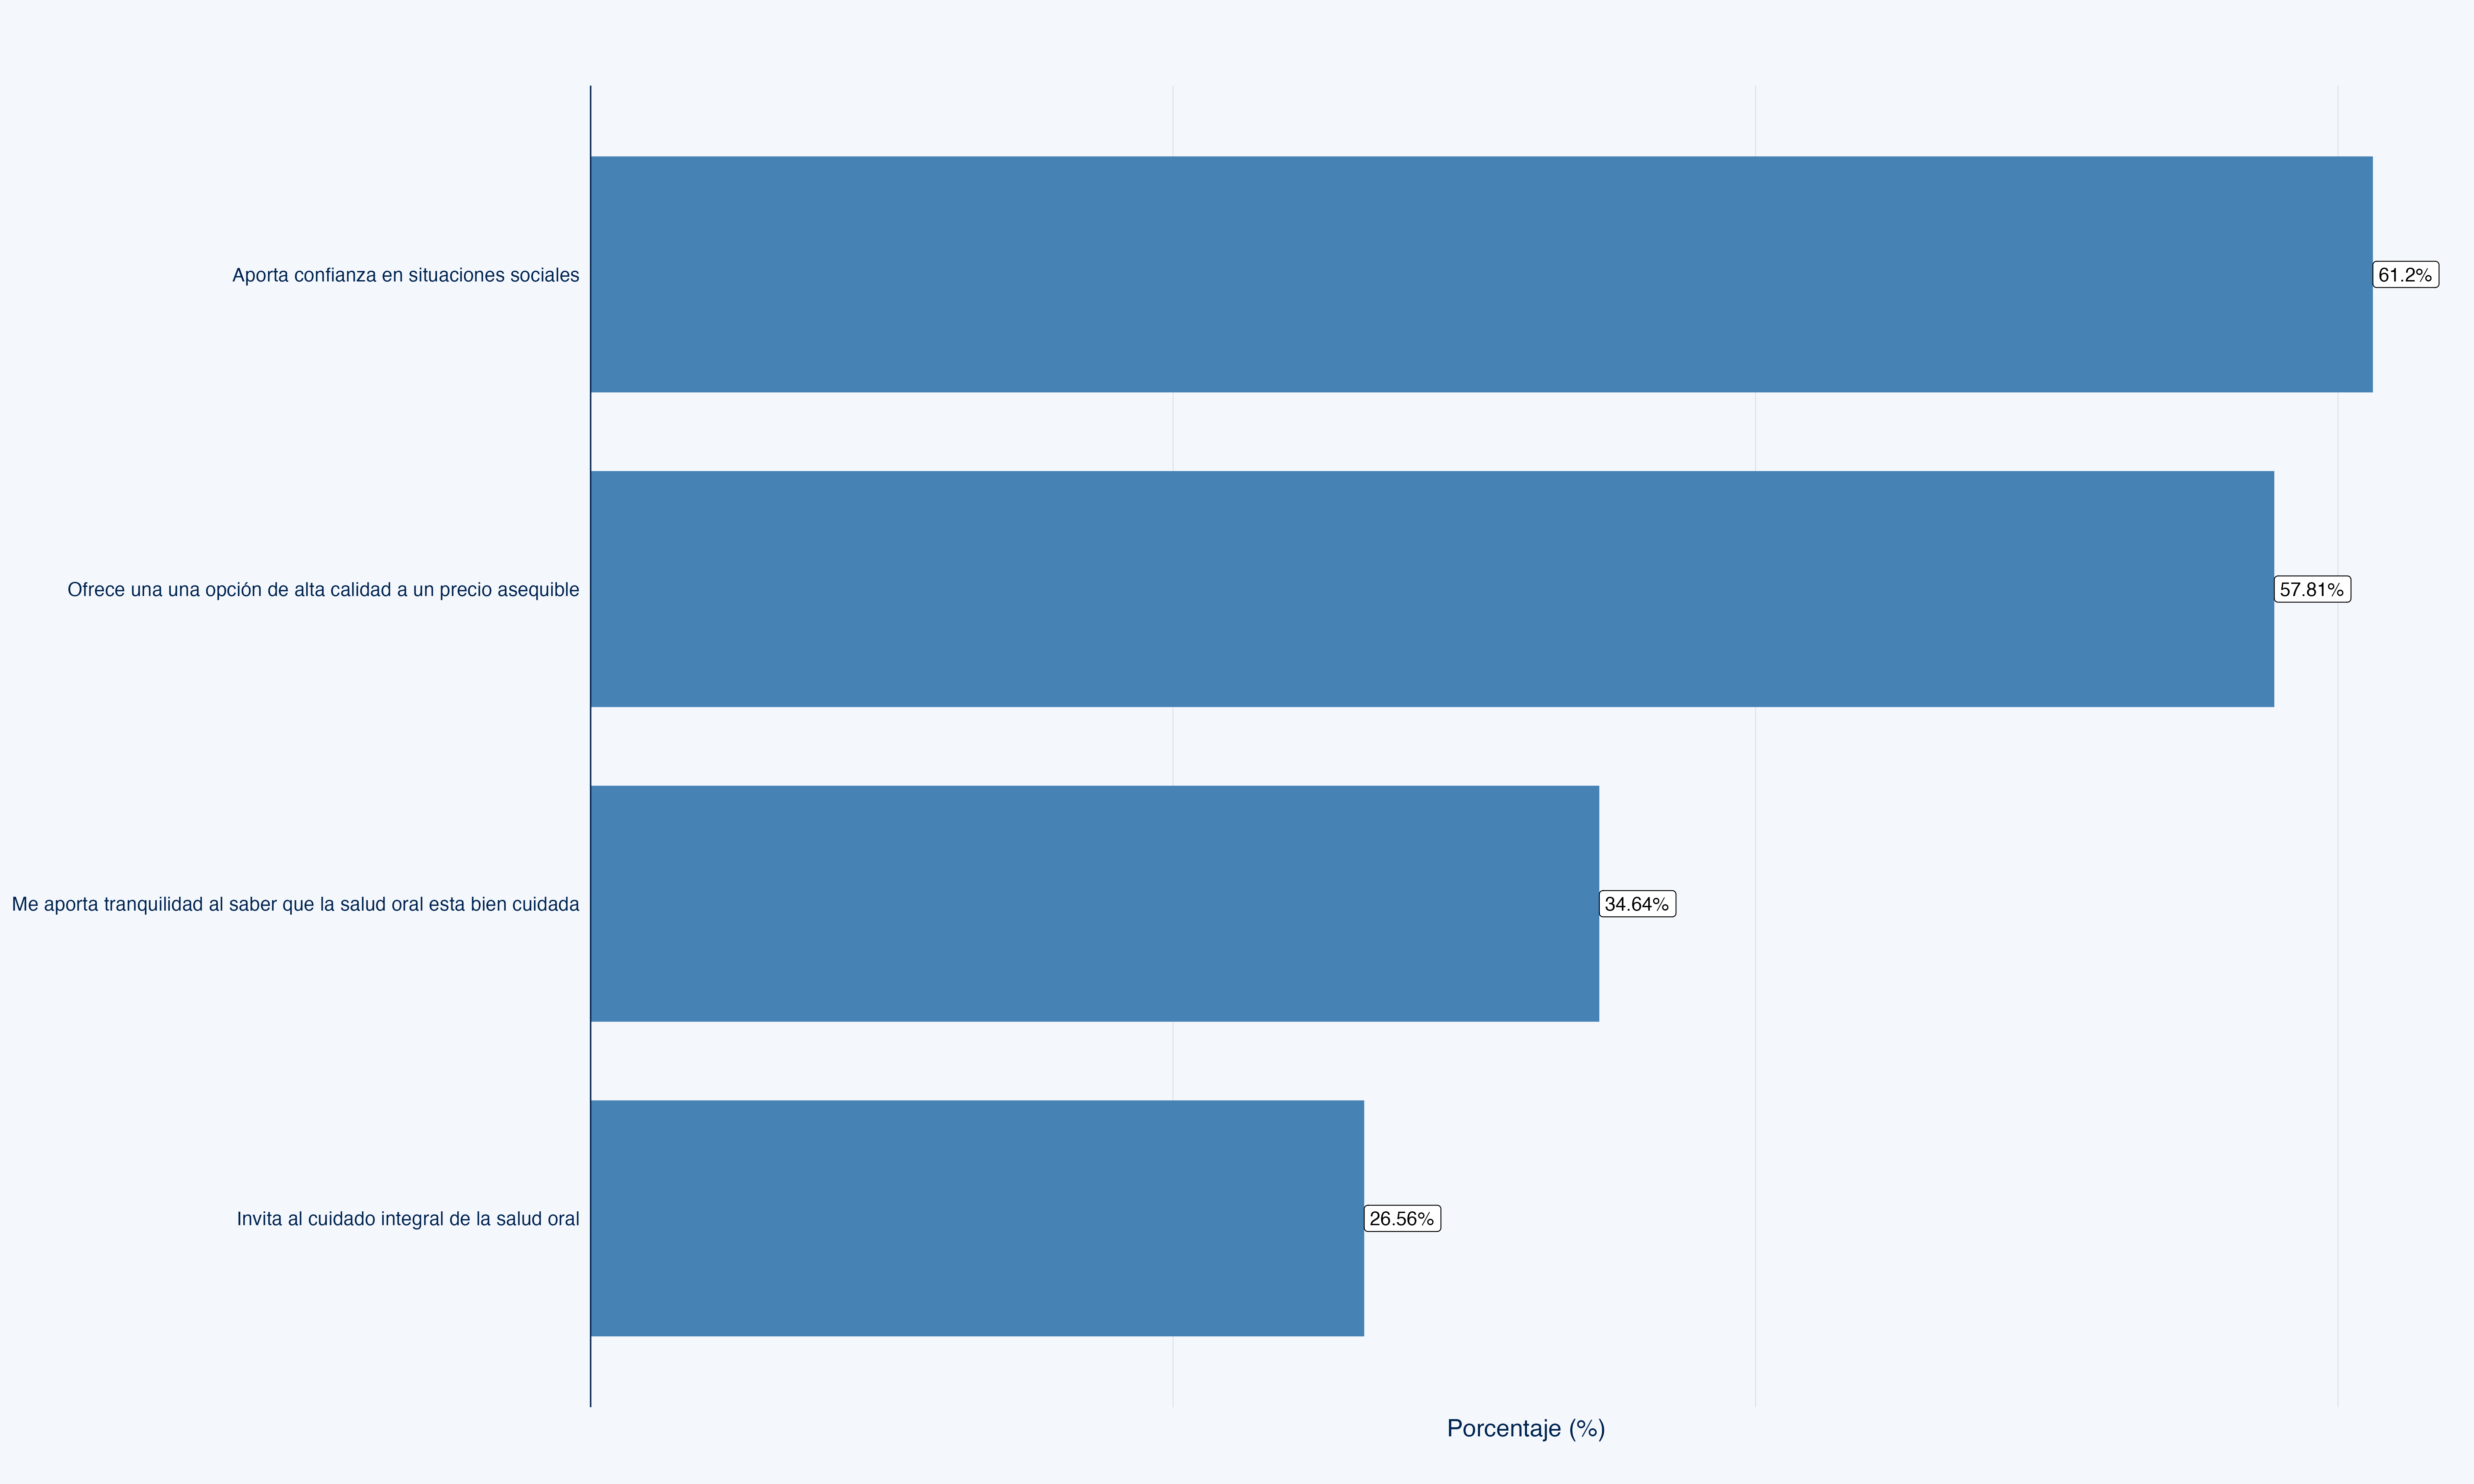 Aporta confianza en situaciones sociales
61.2%
Ofrece una una opción de alta calidad a un precio asequible
57.81%
Me aporta tranquilidad al saber que la salud oral esta bien cuidada
34.64%
Invita al cuidado integral de la salud oral
26.56%
Porcentaje (%)